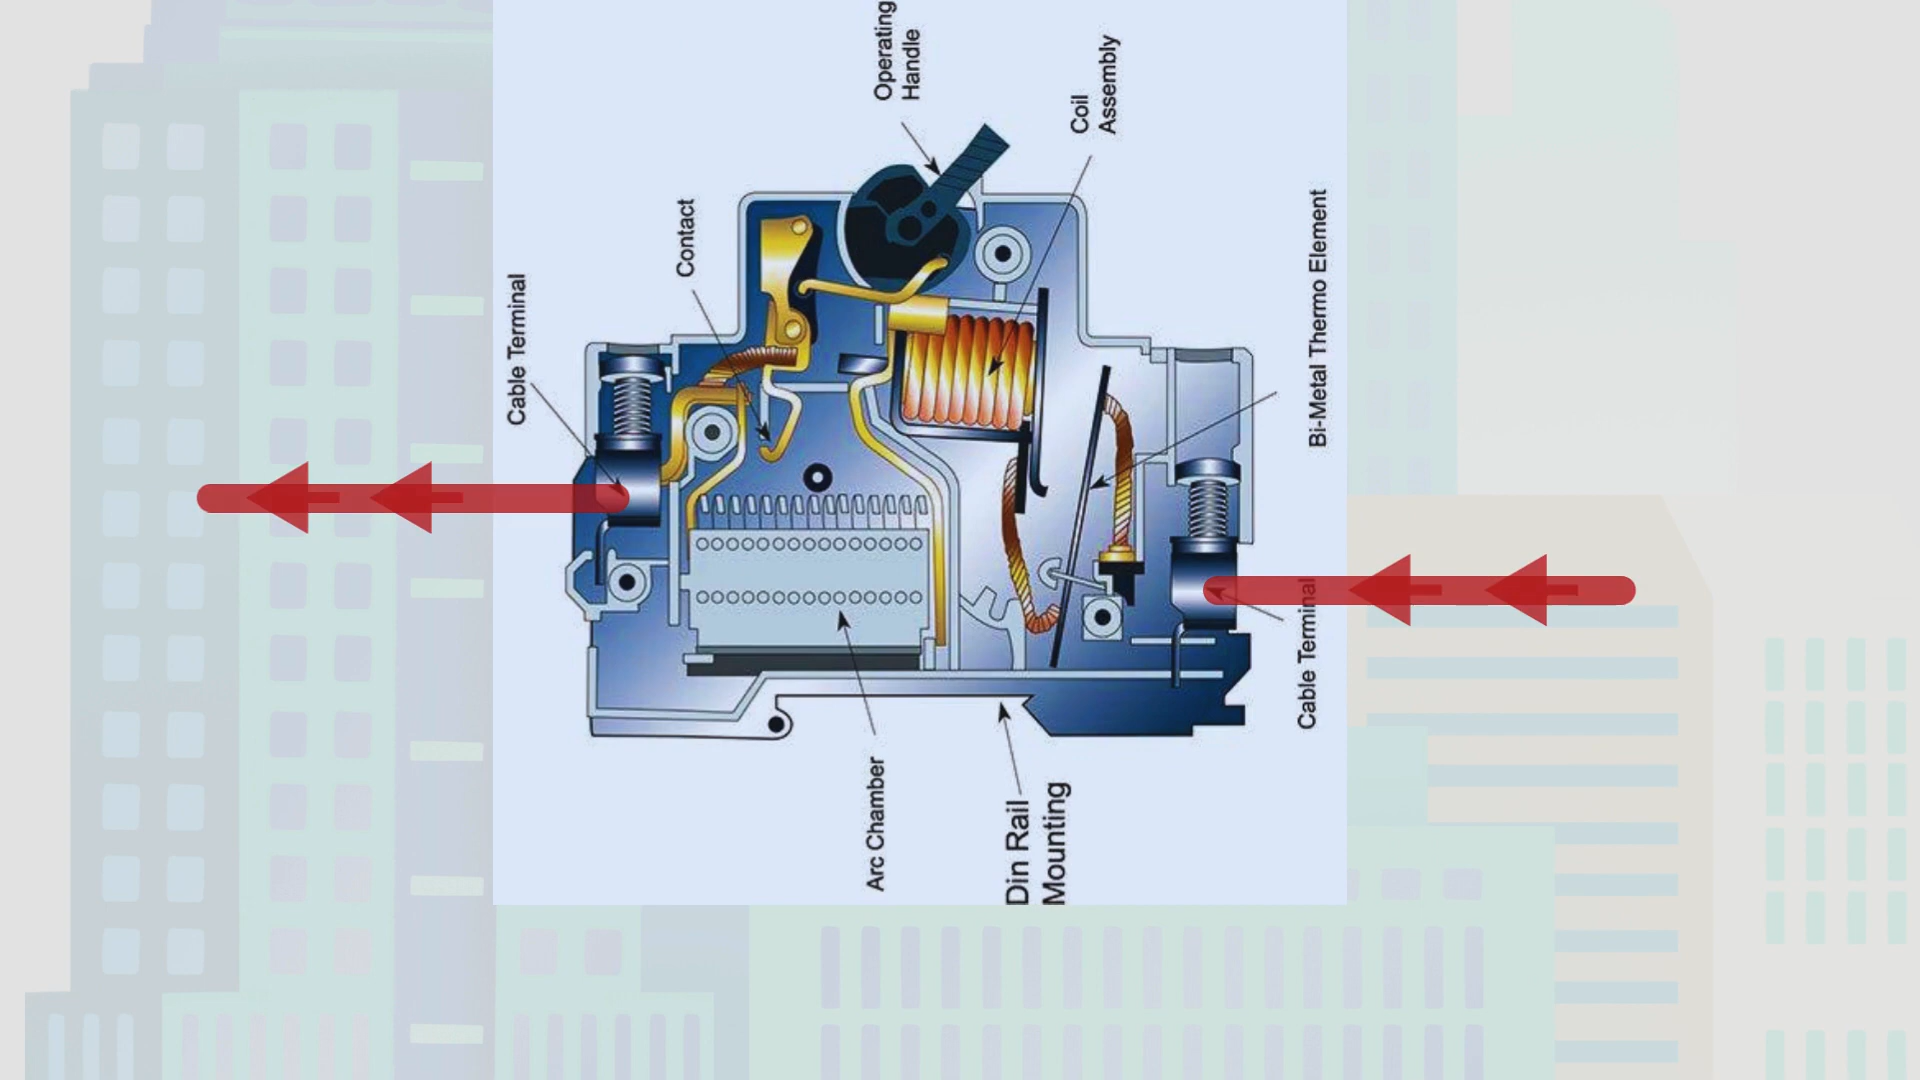 Operating
Handle
Coil
Assembly
Contact
Cable Terminal
Bi-Metal Thermo Element
Cable Terminal
Arc Chamber
Din Rail
Mounting